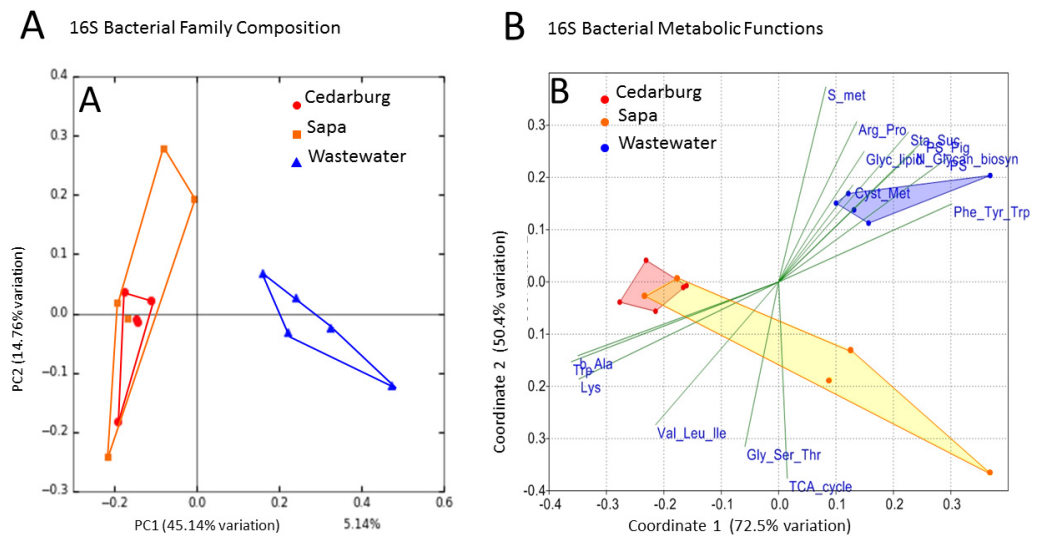 A 16S Bacterial Family Composition
B 16S Bacterial Metabolic Functions
A
Cedarburg
Sapa
Wastewater
0.4
0.3
0.2
0.1
0.0
−0.1
−0.2
−0.3
−0.2
0.0
0.2
0.4
0.6
PC2 (14.76% variation)
PC1 (45.14% variation)
5.14%
B
Cedarburg
Sapa
Wastewater
S_met
Arg_Pro
Sta_Suc
PS_Pig
Glyc_lipid
N_Glycan_biosyn
PS
Cyst_Met
Phe_Tyr_Trp
b_Ala
Trp
Lys
Val_Leu_Ile
Gly_Ser_Thr
TCA_cycle
0.3
0.2
0.1
0.0
0.1
0.2
0.3
-0.4
-0.4
-0.3
-0.2
-0.1
0.0
0.1
0.2
0.3
Coordinate 2 (50.4% variation)
Coordinate 1 (72.5% variation)